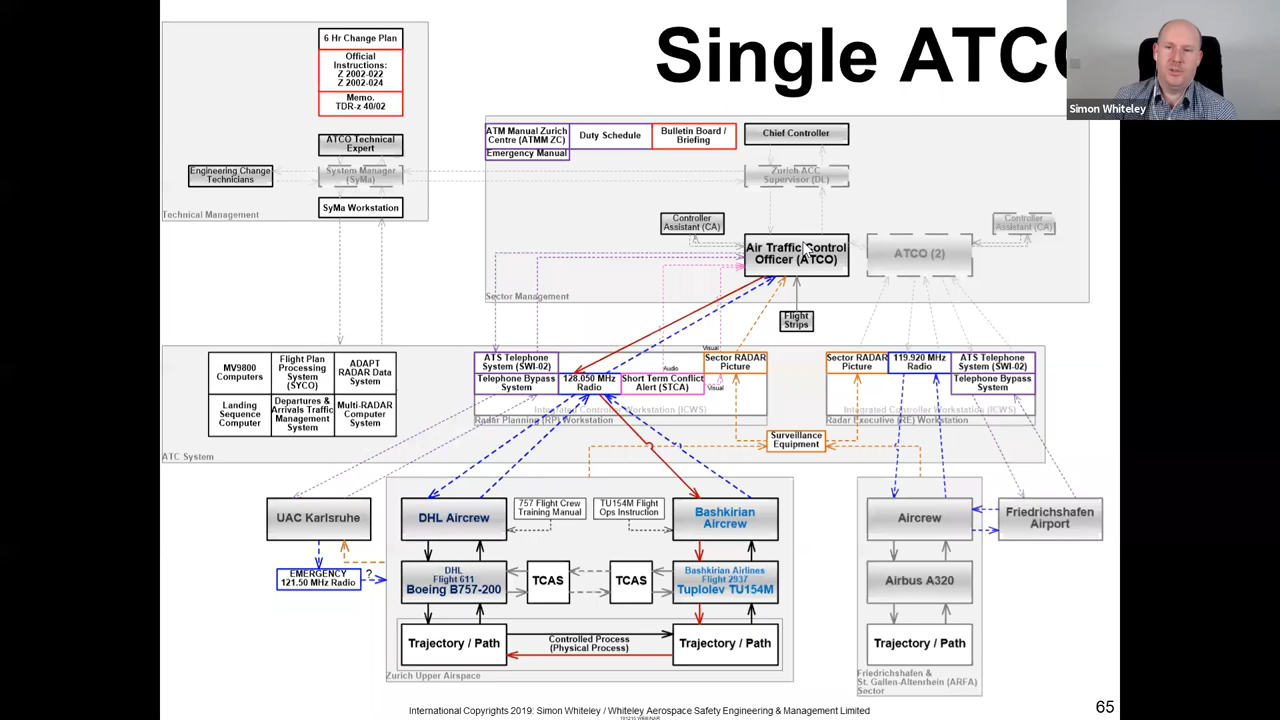 Single ATC
Simon Whiteley
6 Hr Change Plan
Official
Instructions:
Z 2002-022
Z 2002-024
Memo.
TDR-z 40/02
ATCO Technical
Expert
Engineering Change
Technicians
System Manager
(SyMa)
SyMa Workstation
Technical Management
ATM Manual Zurich
Centre (ATMM ZC)
Emergency Manual
Duty Schedule
Bulletin Board /
Briefing
Chief Controller
Zurich ACC
Supervisor (DL)
Controller
Assistant (CA)
Air Traffic Control
Officer (ATCO)
ATCO (2)
Controller
Assistant (CA)
Sector Management
Flight
Strips
MV9800
Computers
Flight Plan
Processing
System
(SYCO)
ADAPT
RADAR Data
System
Landing
Sequence
Computer
Departures &
Arrivals Traffic
Management
System
Multi-RADAR
Computer
System
ATC System
ATS Telephone
System (SWI-02)
Telephone Bypass
System
128.050 MHz
Radio
Audio
Short Term Conflict
Alert (STCA)
Visual
Visual
Sector RADAR
Picture
Integrated Controller Workstation (ICWS)
Radar Planning (RP) Workstation
Sector RADAR
Picture
119.920 MHz
Radio
ATS Telephone
System (SWI-02)
Telephone Bypass
System
Integrated Controller Workstation (ICWS)
Radar Executive (RE) Workstation
Surveillance
Equipment
UAC Karlsruhe
EMERGENCY
121.50 MHz Radio
?
DHL Aircrew
757 Flight Crew
Training Manual
TU154M Flight
Ops Instruction
Bashkirian
Aircrew
DHL
Flight 611
Boeing B757-200
TCAS
TCAS
Bashkirian Airlines
Flight 2937
Tuplolev TU154M
Trajectory / Path
Controlled Process
(Physical Process)
Trajectory / Path
Zurich Upper Airspace
Aircrew
Friedrichshafen
Airport
Airbus A320
Trajectory / Path
Friedrichshafen &
St. Gallen-Altenrhein (ARFA)
Sector
International Copyrights 2019: Simon Whiteley / Whiteley Aerospace Safety Engineering & Management Limited
191215 WEBINAR
65